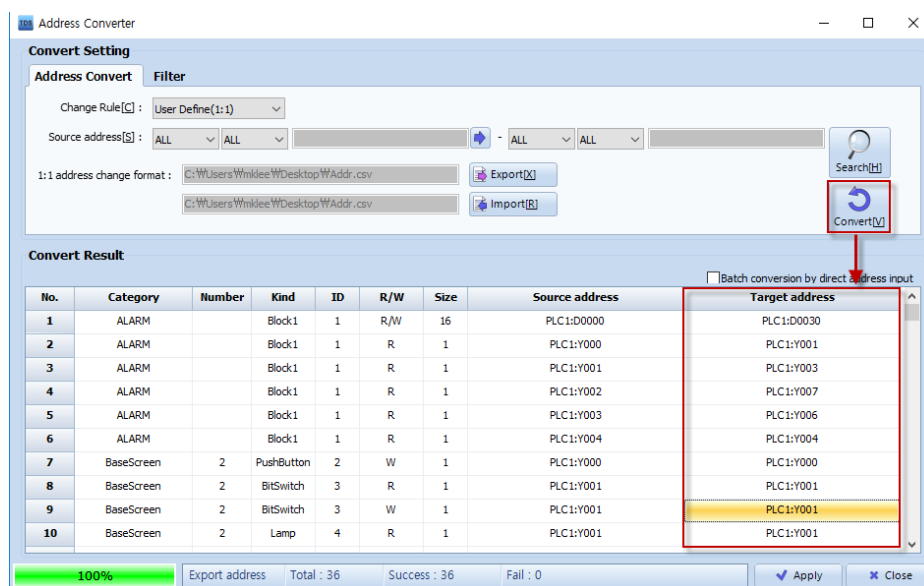 TDS Address Converter
Convert Setting
Address Convert Filter
Change Rule[C] : User Define(1:1)
Source address[S] : ALL ALL - ALL ALL
Search[H]
1:1 address change format : C:₩Users₩mklee₩Desktop₩Addr.csv Export[X]
C:₩Users₩mklee₩Desktop₩Addr.csv Import[R]
Convert[V]
Convert Result
Batch conversion by direct address input
No. Category Number Kind ID R/W Size Source address Target address
1 ALARM Block1 1 R/W 16 PLC1:D0000 PLC1:D0030
2 ALARM Block1 1 R 1 PLC1:Y000 PLC1:Y001
3 ALARM Block1 1 R 1 PLC1:Y001 PLC1:Y003
4 ALARM Block1 1 R 1 PLC1:Y002 PLC1:Y007
5 ALARM Block1 1 R 1 PLC1:Y003 PLC1:Y006
6 ALARM Block1 1 R 1 PLC1:Y004 PLC1:Y004
7 BaseScreen 2 PushButton 2 W 1 PLC1:Y000 PLC1:Y000
8 BaseScreen 2 BitSwitch 3 R 1 PLC1:Y001 PLC1:Y001
9 BaseScreen 2 BitSwitch 3 W 1 PLC1:Y001 PLC1:Y001
10 BaseScreen 2 Lamp 4 R 1 PLC1:Y001 PLC1:Y001
100% Export address Total : 36 Success : 36 Fail : 0 Apply Close